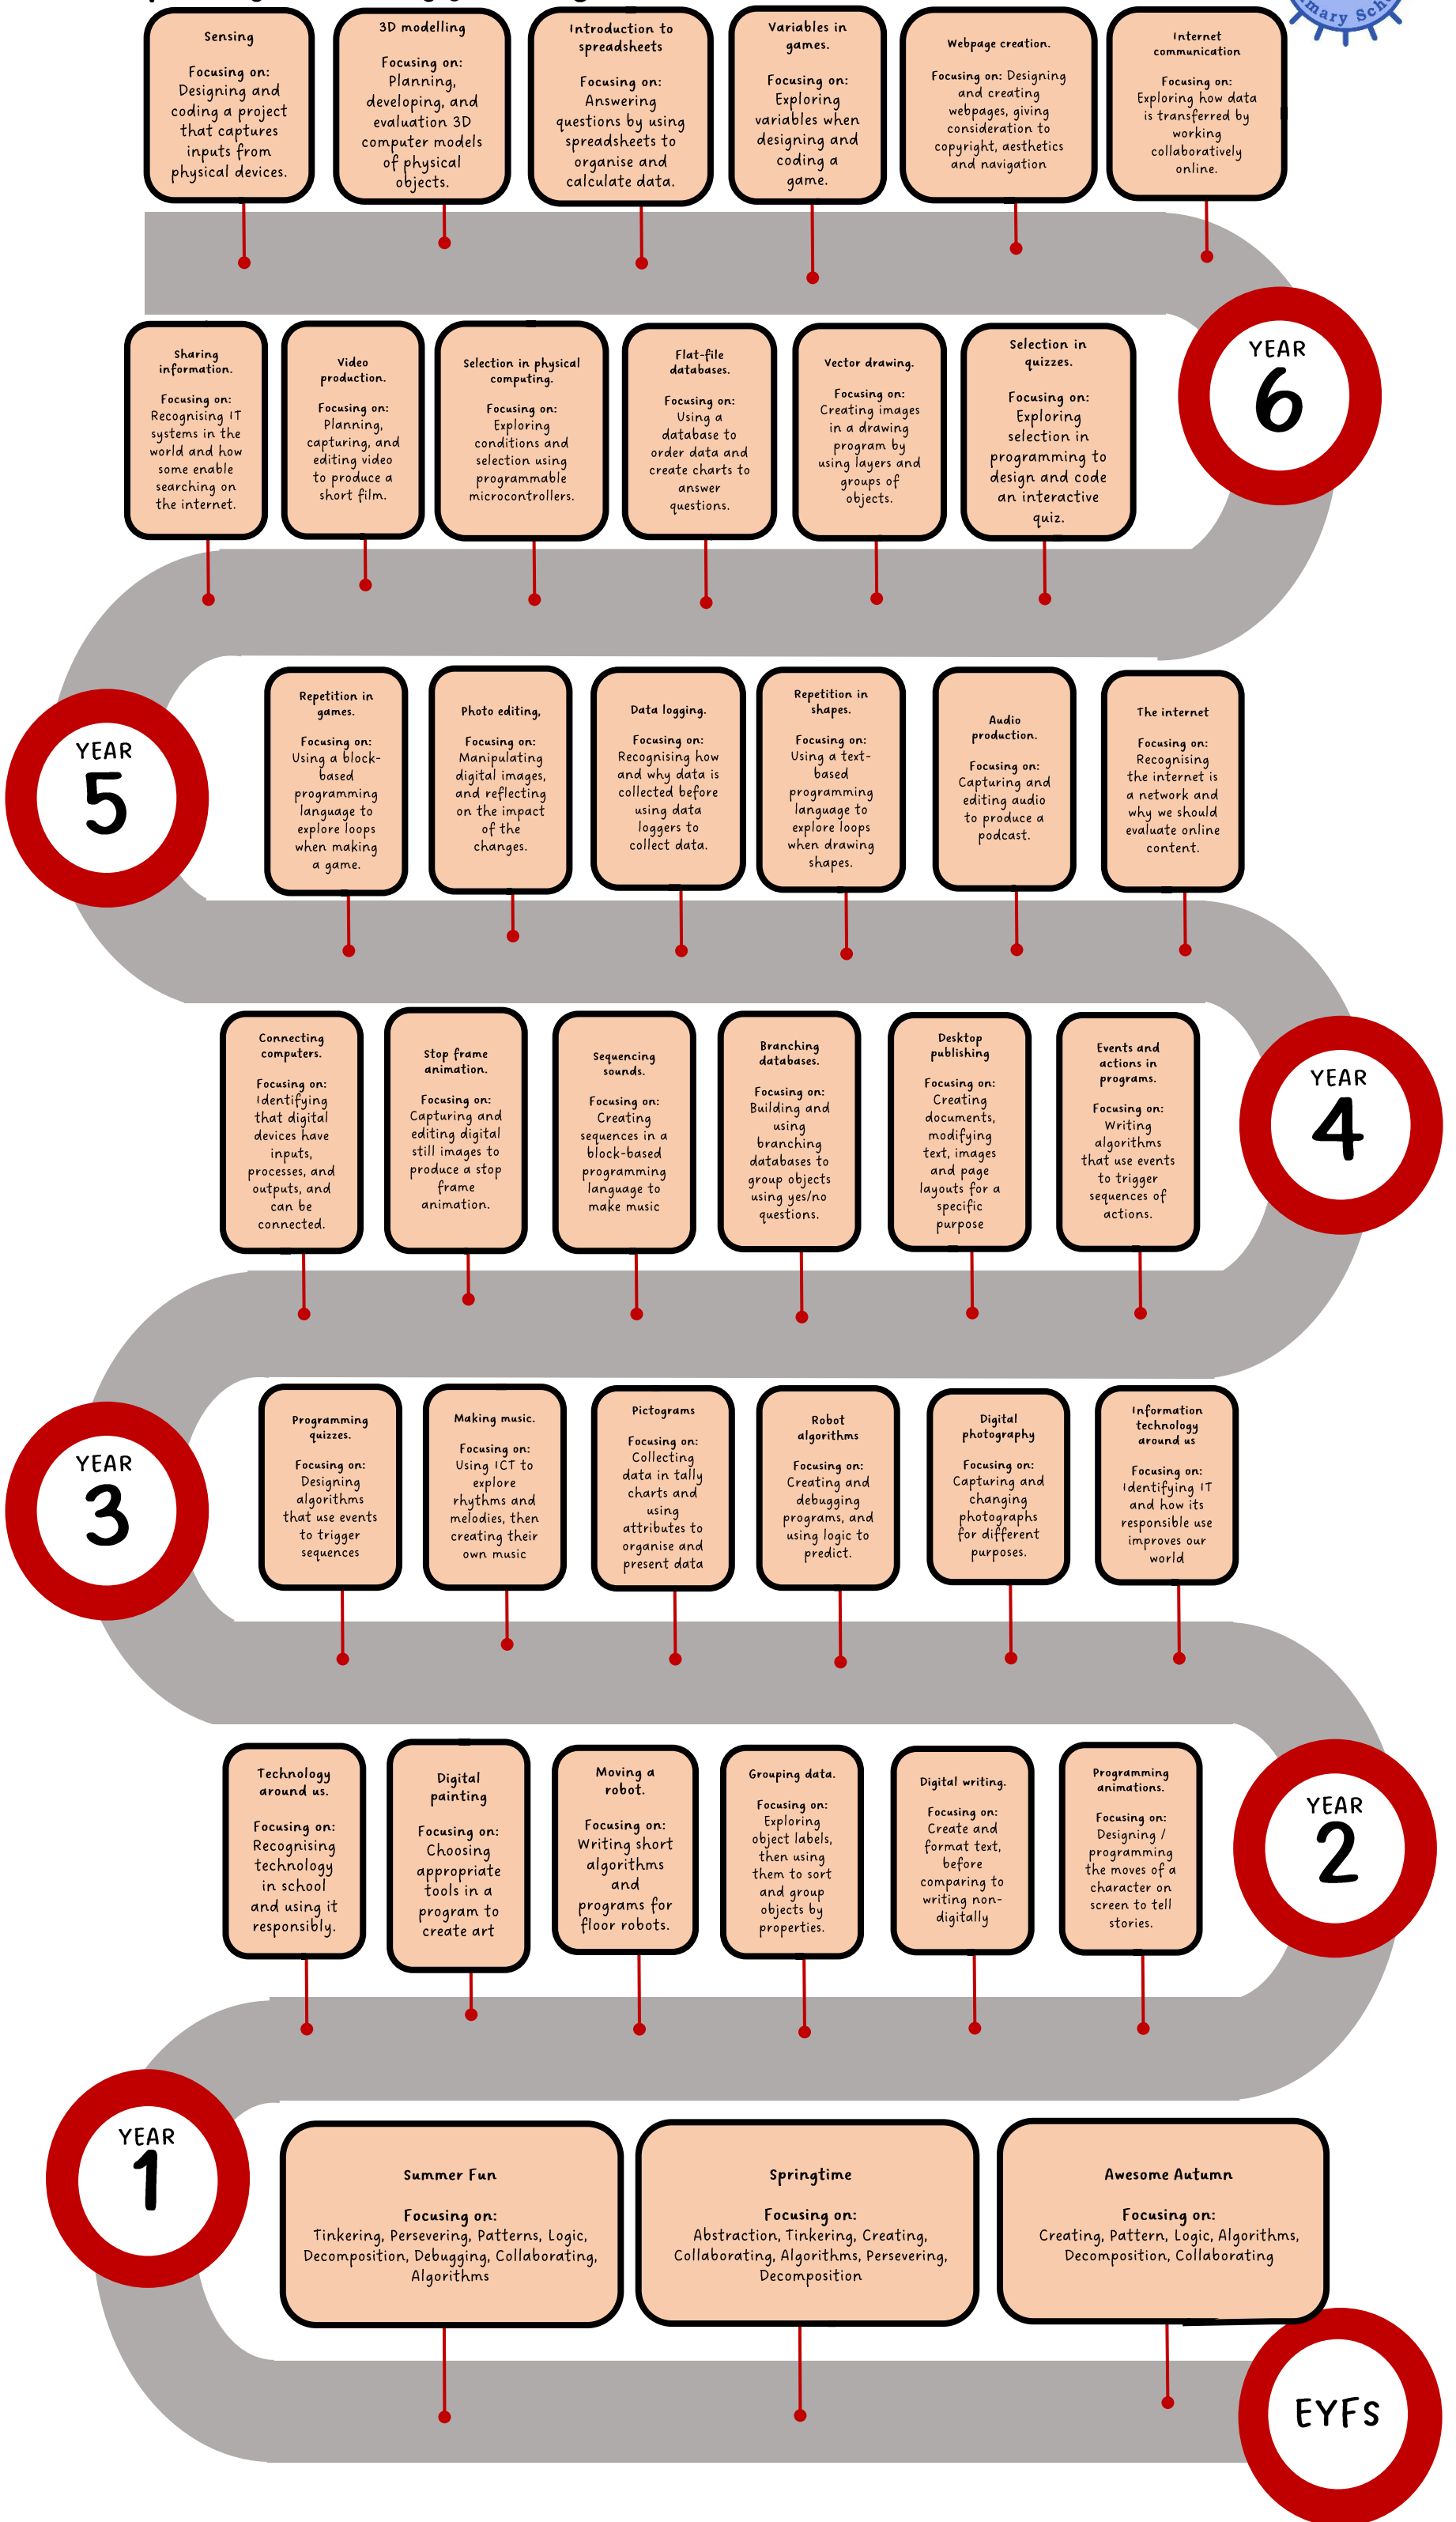 mary Scho
Sensing
Focusing on:
Designing and
coding a project
that captures
inputs from
physical devices.
3D modelling
Focusing on:
Planning,
developing, and
evaluation 3D
computer models
of physical
objects.
Introduction to
spreadsheets
Focusing on:
Answering
questions by using
spreadsheets to
organise and
calculate data.
Variables in
games.
Focusing on:
Exploring
variables when
designing and
coding a
game.
Webpage creation.
Focusing on: Designing
and creating
webpages, giving
consideration to
copyright, aesthetics
and navigation
Internet
communication
Focusing on:
Exploring how data
is transferred by
working
collaboratively
online.
YEAR
6
Sharing
information.
Focusing on:
Recognising IT
systems in the
world and how
some enable
searching on
the internet.
Video
production.
Focusing on:
Planning,
capturing, and
editing video
to produce a
short film.
Selection in physical
computing.
Focusing on:
Exploring
conditions and
selection using
programmable
microcontrollers.
Flat-file
databases.
Focusing on:
Using a
database to
order data and
create charts to
answer
questions.
Vector drawing.
Focusing on:
Creating images
in a drawing
program by
using layers and
groups of
objects.
Selection in
quizzes.
Focusing on:
Exploring
selection in
programming to
design and code
an interactive
quiz.
YEAR
5
Repetition in
games.
Focusing on:
Using a block-
based
programming
language to
explore loops
when making
a game.
Photo editing,
Focusing on:
Manipulating
digital images,
and reflecting
on the impact
of the
changes.
Data logging.
Focusing on:
Recognising how
and why data is
collected before
using data
loggers to
collect data.
Repetition in
shapes.
Focusing on:
Using a text-
based
programming
language to
explore loops
when drawing
shapes.
Audio
production.
Focusing on:
Capturing and
editing audio
to produce a
podcast.
The internet
Focusing on:
Recognising
the internet is
a network and
why we should
evaluate online
content.
YEAR
4
Connecting
computers.
Focusing on:
Identifying
that digital
devices have
inputs,
processes, and
outputs, and
can be
connected.
Stop frame
animation.
Focusing on:
Capturing and
editing digital
still images to
produce a stop
frame
animation.
Sequencing
sounds.
Focusing on:
Creating
sequences in a
block-based
programming
language to
make music
Branching
databases.
Focusing on:
Building and
using
branching
databases to
group objects
using yes/no
questions.
Desktop
publishing
Focusing on:
Creating
documents,
modifying
text, images
and page
layouts for a
specific
purpose
Events and
actions in
programs.
Focusing on:
Writing
algorithms
that use events
to trigger
sequences of
actions.
YEAR
3
Programming
quizzes.
Focusing on:
Designing
algorithms
that use events
to trigger
sequences
Making music.
Focusing on:
Using ICT to
explore
rhythms and
melodies, then
creating their
own music
Pictograms
Focusing on:
Collecting
data in tally
charts and
using
attributes to
organise and
present data
Robot
algorithms
Focusing on:
Creating and
debugging
programs, and
using logic to
predict.
Digital
photography
Focusing on:
Capturing and
changing
photographs
for different
purposes.
Information
technology
around us
Focusing on:
Identifying IT
and how its
responsible use
improves our
world
YEAR
2
Technology
around us.
Focusing on:
Recognising
technology
in school
and using it
responsibly.
Digital
painting
Focusing on:
Choosing
appropriate
tools in a
program to
create art
Moving a
robot.
Focusing on:
Writing short
algorithms
and
programs for
floor robots.
Grouping data.
Focusing on:
Exploring
object labels,
then using
them to sort
and group
objects by
properties.
Digital writing.
Focusing on:
Create and
format text,
before
comparing to
writing non-
digitally
Programming
animations.
Focusing on:
Designing /
programming
the moves of a
character on
screen to tell
stories.
YEAR
1
Summer Fun
Focusing on:
Tinkering, Persevering, Patterns, Logic,
Decomposition, Debugging, Collaborating,
Algorithms
Springtime
Focusing on:
Abstraction, Tinkering, Creating,
Collaborating, Algorithms, Persevering,
Decomposition
Awesome Autumn
Focusing on:
Creating, Pattern, Logic, Algorithms,
Decomposition, Collaborating
EYFs